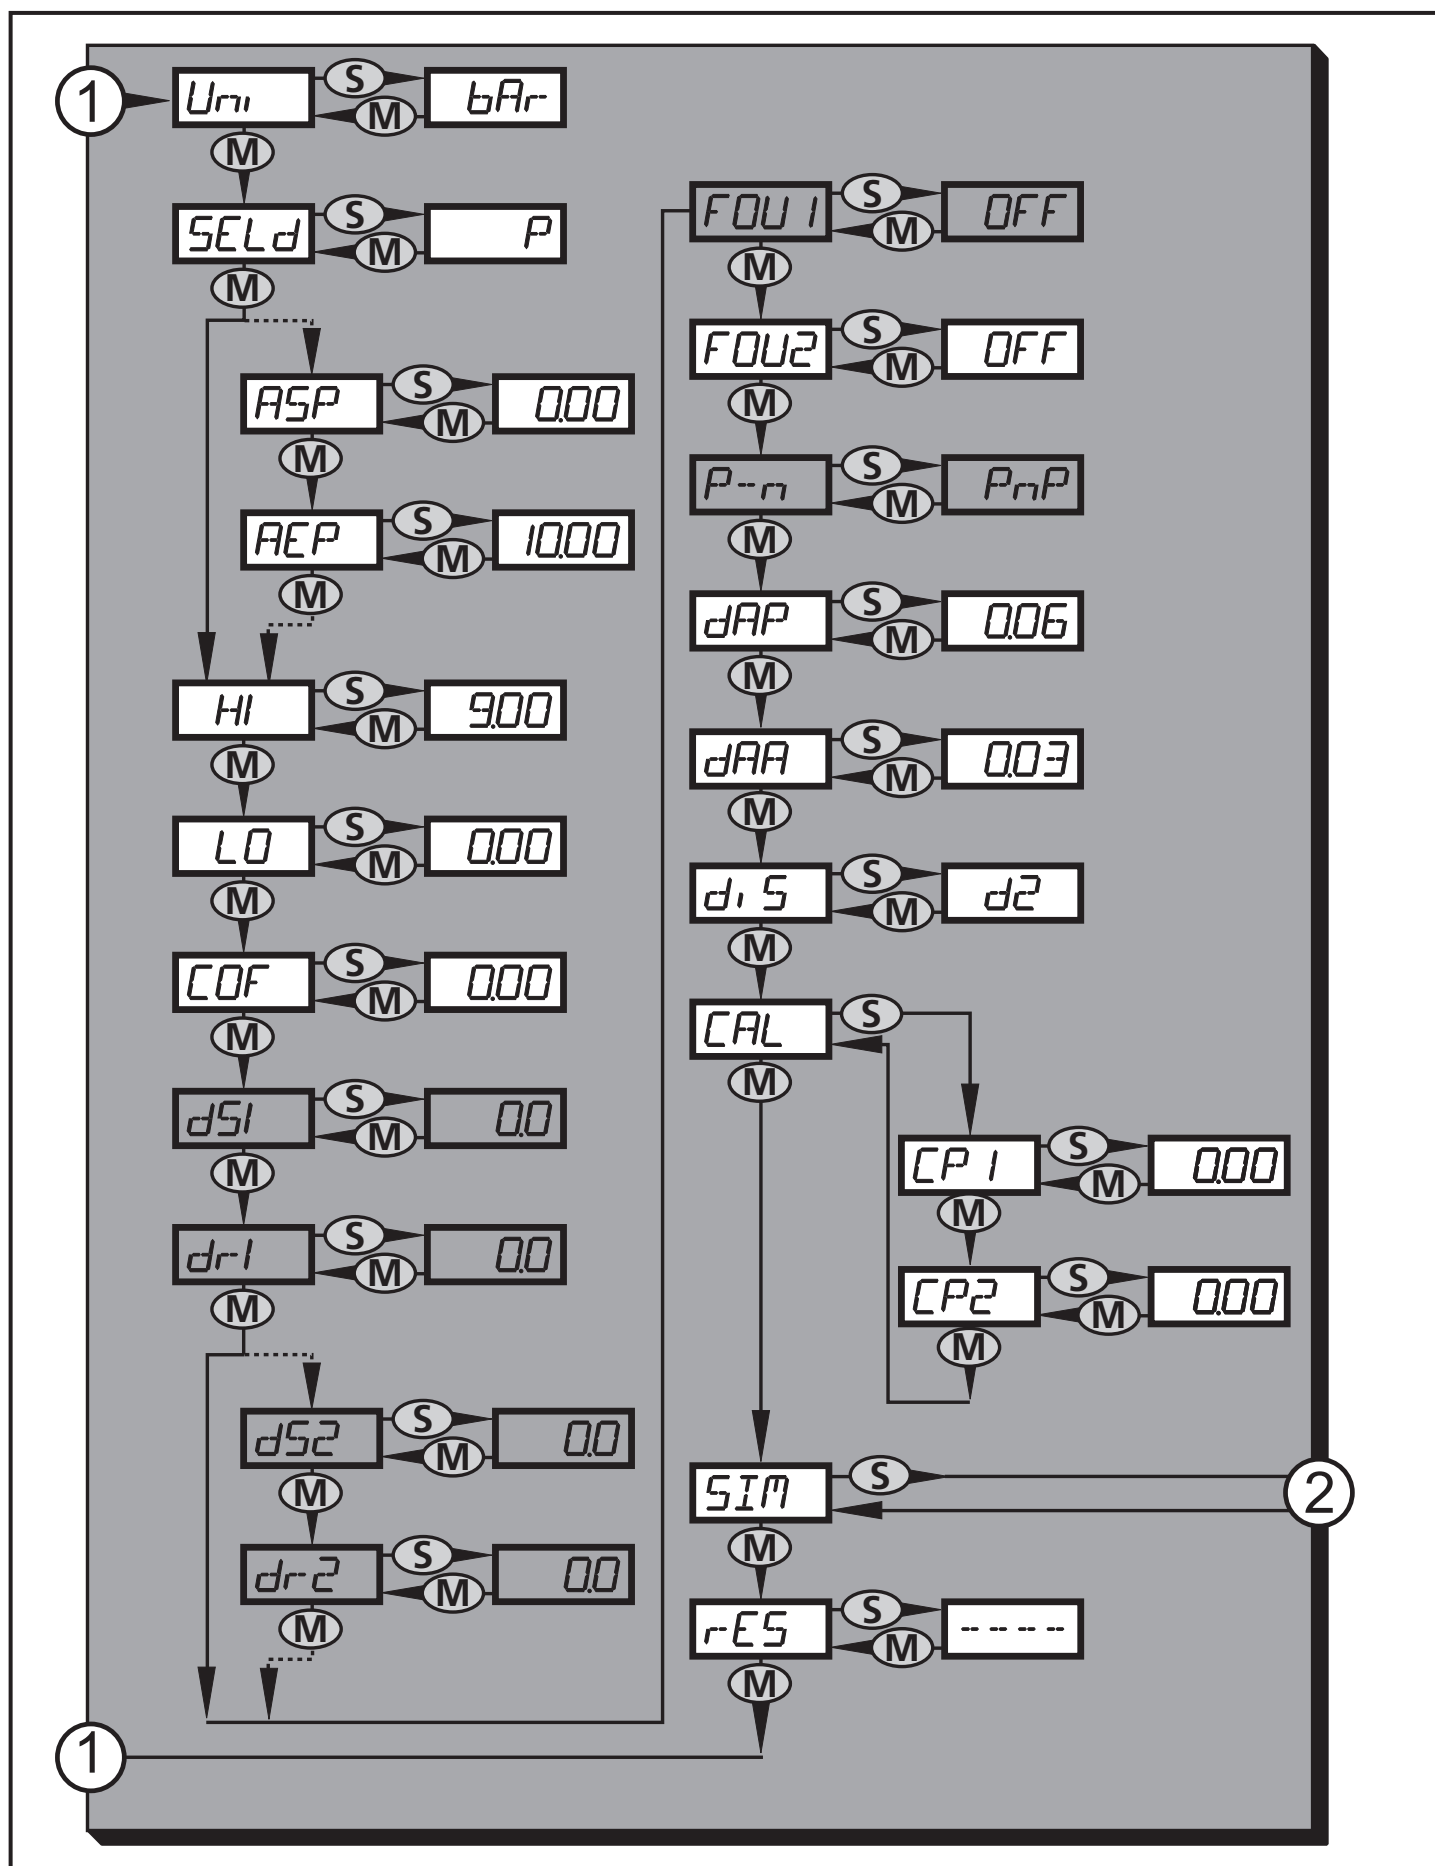 1 Uni S M bAr
M
SELd S M P
M
ASP S M 0.00
M
AEP S M 10.00
M
HI S M 9.00
M
LO S M 0.00
M
COF S M 0.00
M
dS1 S M 0.0
M
dr1 S M 0.0
M
dS2 S M 0.0
M
dr2 S M 0.0
M
1
FOU1 S M OFF
M
FOU2 S M OFF
M
P-n S M PnP
M
dAP S M 0.06
M
dAA S M 0.03
M
diS S M d2
M
CAL S
M
CP1 S M 0.00
M
CP2 S M 0.00
M
SIM S 2
M
rES S M ----
M